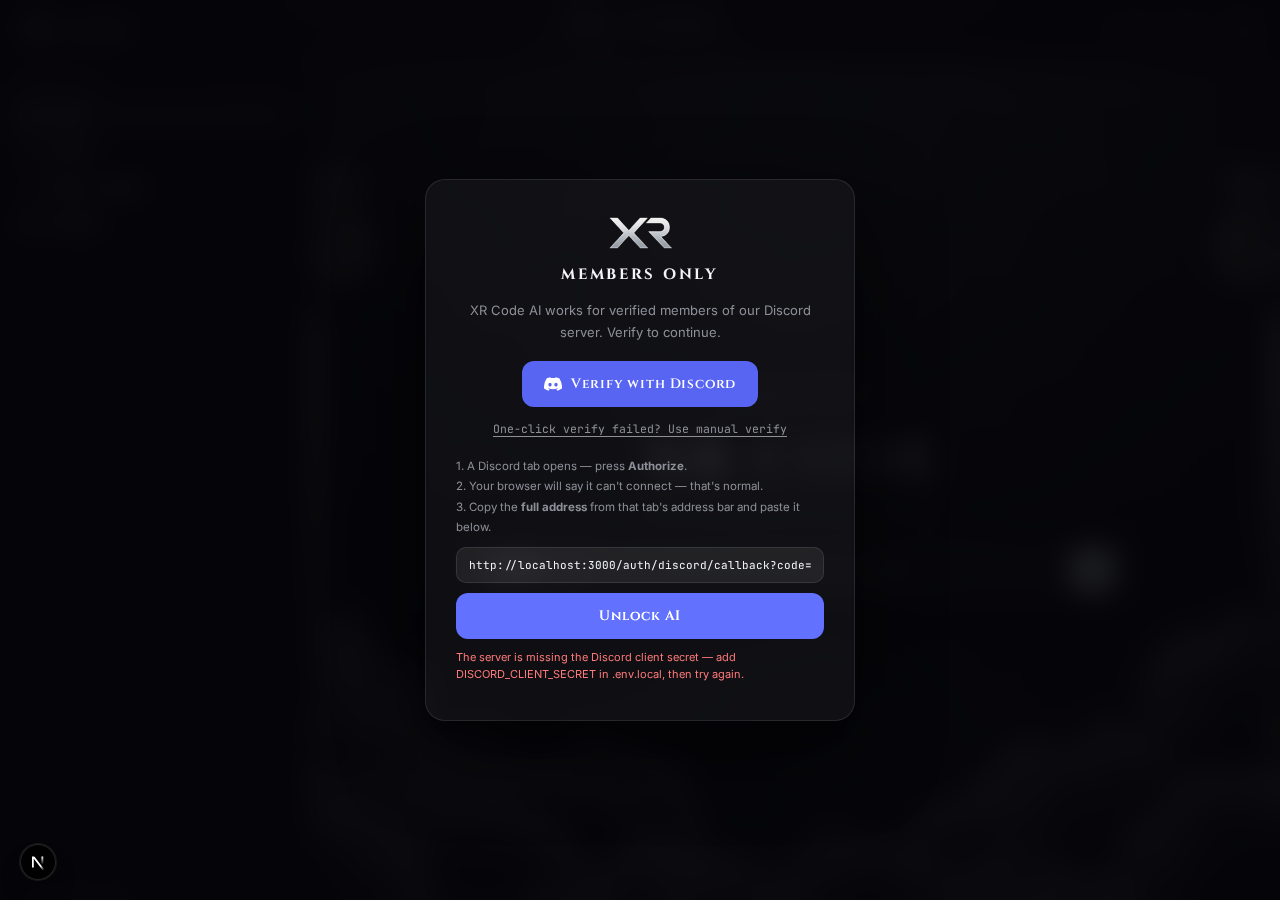 XR
MEMBERS ONLY
XR Code AI works for verified members of our Discord
server. Verify to continue.
Verify with Discord
One-click verify failed? Use manual verify
1. A Discord tab opens — press Authorize.
2. Your browser will say it can't connect — that's normal.
3. Copy the full address from that tab's address bar and paste it
below.
http://localhost:3000/auth/discord/callback?code=
Unlock AI
The server is missing the Discord client secret — add
DISCORD_CLIENT_SECRET in .env.local, then try again.
N